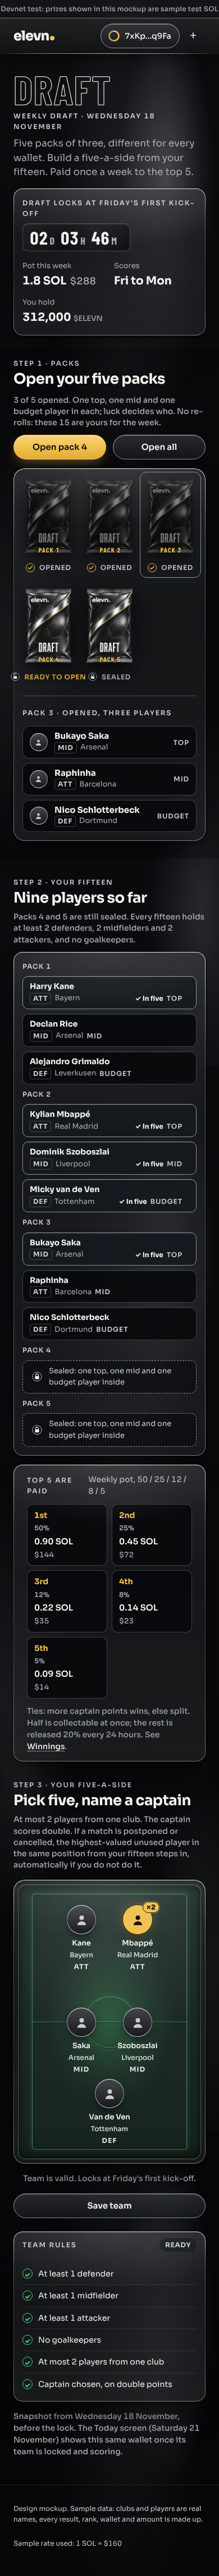 Devnet test: prizes shown in this mockup are sample test SOL
elevn.
7xKp...q9Fa
+
DRAFT
WEEKLY DRAFT · WEDNESDAY 18
NOVEMBER
Five packs of three, different for every
wallet. Build a five-a-side from your
fifteen. Paid once a week to the top 5.
DRAFT LOCKS AT FRIDAY'S FIRST KICK-
OFF
02 D 03 H 46 M
Pot this week
1.8 SOL $288
Scores
Fri to Mon
You hold
312,000 $ELEVN
STEP 1 · PACKS
Open your five packs
3 of 5 opened. One top, one mid and one
budget player in each; luck decides who. No re-
rolls: these 15 are yours for the week.
Open pack 4
Open all
elevn.
DRAFT
PACK 1
OPENED
elevn.
DRAFT
PACK 2
OPENED
elevn.
DRAFT
PACK 3
OPENED
elevn.
DRAFT
PACK 4
READY TO OPEN
elevn.
DRAFT
PACK 5
SEALED
PACK 3 · OPENED, THREE PLAYERS
Bukayo Saka
MID Arsenal
TOP
Raphinha
ATT Barcelona
MID
Nico Schlotterbeck
DEF Dortmund
BUDGET
STEP 2 · YOUR FIFTEEN
Nine players so far
Packs 4 and 5 are still sealed. Every fifteen holds
at least 2 defenders, 2 midfielders and 2
attackers, and no goalkeepers.
PACK 1
Harry Kane
ATT Bayern ✓ In five TOP
Declan Rice
MID Arsenal MID
Alejandro Grimaldo
DEF Leverkusen BUDGET
PACK 2
Kylian Mbappé
ATT Real Madrid ✓ In five TOP
Dominik Szoboszlai
MID Liverpool ✓ In five MID
Micky van de Ven
DEF Tottenham ✓ In five BUDGET
PACK 3
Bukayo Saka
MID Arsenal ✓ In five TOP
Raphinha
ATT Barcelona MID
Nico Schlotterbeck
DEF Dortmund BUDGET
PACK 4
Sealed: one top, one mid and one
budget player inside
PACK 5
Sealed: one top, one mid and one
budget player inside
TOP 5 ARE
PAID
Weekly pot, 50 / 25 / 12 /
8 / 5
1st
50%
0.90 SOL
$144
2nd
25%
0.45 SOL
$72
3rd
12%
0.22 SOL
$35
4th
8%
0.14 SOL
$23
5th
5%
0.09 SOL
$14
Ties: more captain points wins, else split.
Half is collectable at once; the rest is
released 20% every 24 hours. See
Winnings.
STEP 3 · YOUR FIVE-A-SIDE
Pick five, name a captain
At most 2 players from one club. The captain
scores double. If a match is postponed or
cancelled, the highest-valued unused player in
the same position from your fifteen steps in,
automatically if you do not do it.
Kane
Bayern
ATT
×2
Mbappé
Real Madrid
ATT
Saka
Arsenal
MID
Szoboszlai
Liverpool
MID
Van de Ven
Tottenham
DEF
Team is valid. Locks at Friday's first kick-off.
Save team
TEAM RULES
READY
At least 1 defender
At least 1 midfielder
At least 1 attacker
No goalkeepers
At most 2 players from one club
Captain chosen, on double points
Snapshot from Wednesday 18 November,
before the lock. The Today screen (Saturday 21
November) shows this same wallet once its
team is locked and scoring.
Design mockup. Sample data: clubs and players are real
names, every result, rank, wallet and amount is made up.
Sample rate used: 1 SOL = $160